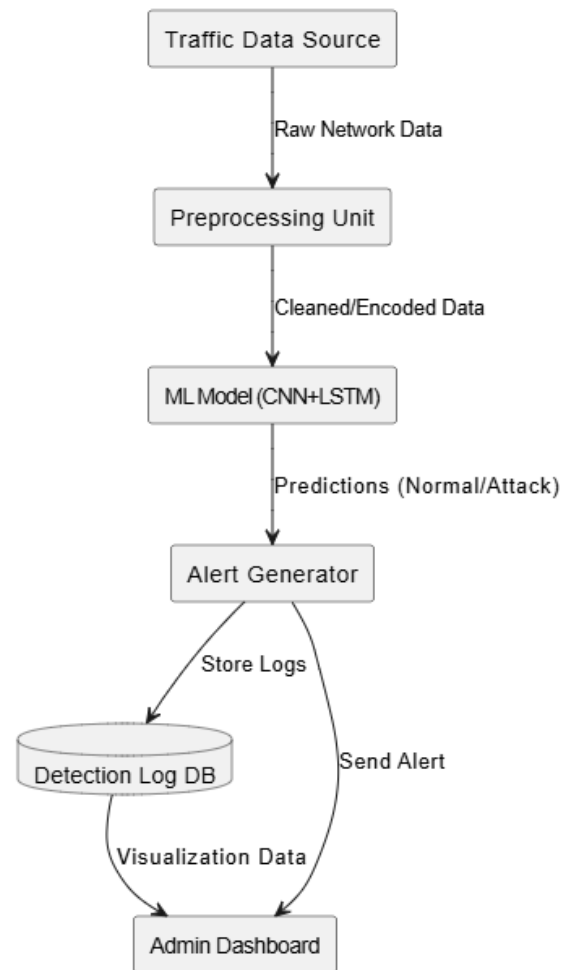 Traffic Data Source
Raw Network Data
Preprocessing Unit
Cleaned/Encoded Data
ML Model (CNN+LSTM)
Predictions (Normal/Attack)
Alert Generator
Store Logs
Send Alert
Detection Log DB
Visualization Data
Admin Dashboard